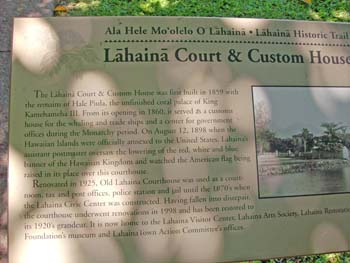 Ala Hele Mo'olelo O Lāhainā • Lāhainā Historic Trail
Lāhainā Court & Custom House
The Lāhainā Court & Custom House was first built in 1859 with
the remains of Hale Piula, the unfinished coral palace of King
Kamehameha III. From its opening in 1860, it served as a customs
house for the whaling and trade ships and a center for government
offices during the Monarchy period. On August 12, 1898 when the
Hawaiian Islands were officially annexed to the United States, Lahaina's
assistant postmaster oversaw the lowering of the red, white and blue
banner of the Hawaiian Kingdom and watched the American flag being
raised in its place over this courthouse.
Renovated in 1925, Old Lahaina Courthouse was used as a court-
room, tax and post offices, police station and jail until the 1970's when
the Lahaina Civic Center was constructed. Having fallen into disrepair,
the courthouse underwent renovations in 1998 and has been restored to
its 1920's grandeur. It is now home to the Lahaina Visitor Center, Lahaina Arts Society, Lahaina Restoration
Foundation's museum and Lahaina Town Action Committee's offices.